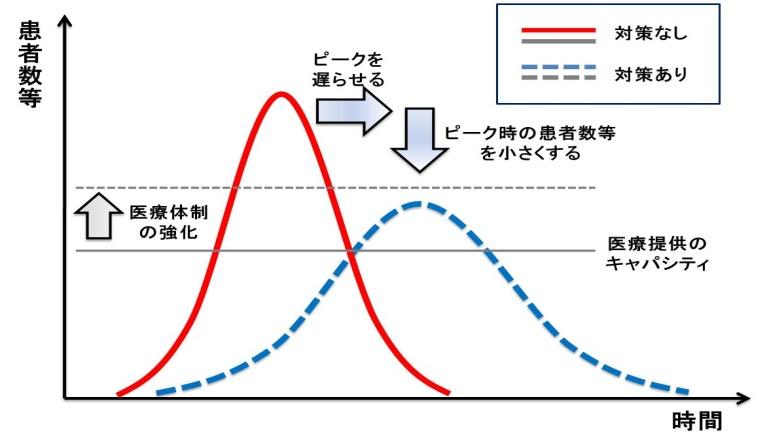 患者数等
対策なし
対策あり
ピークを
遅らせる
ピーク時の患者数等
を小さくする
医療体制
の強化
医療提供の
キャパシティ
時間